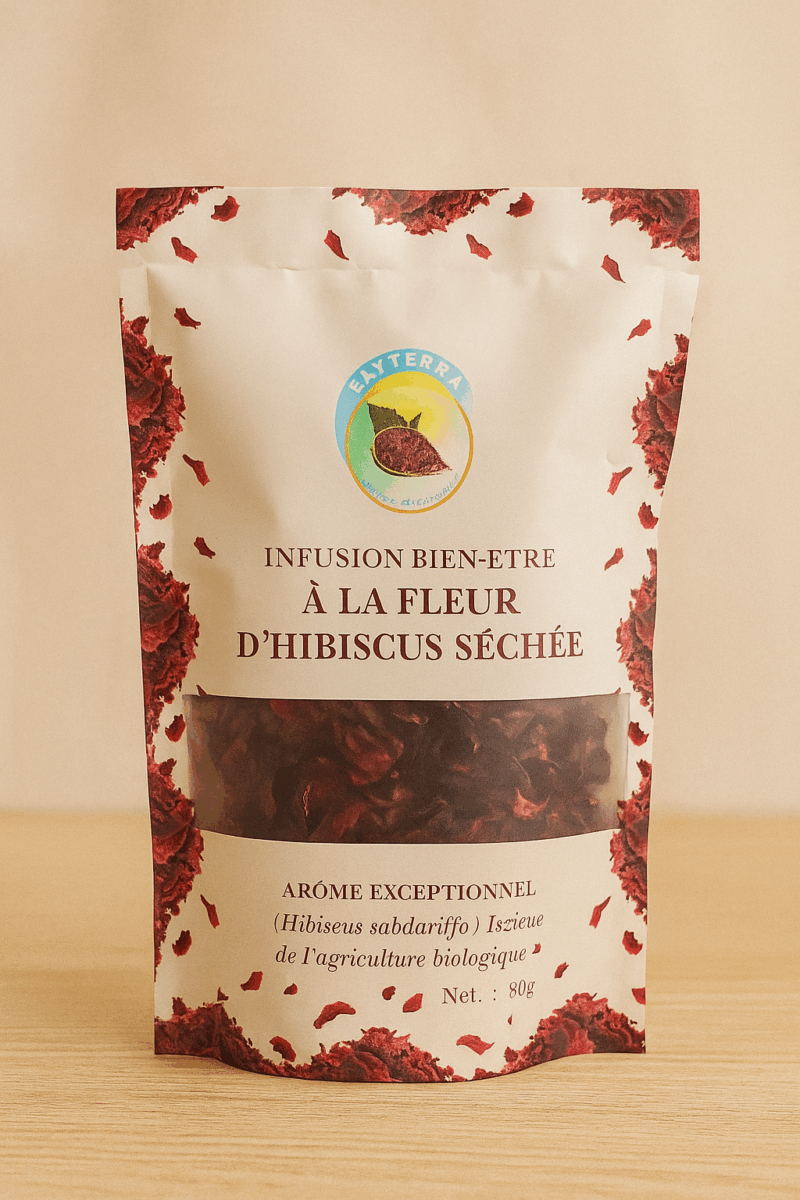 EAYTERRA
INFUSION BIEN-ETRE
À LA FLEUR
D'HIBISCUS SÉCHÉE
ARÓME EXCEPTIONNEL
(Hibiseus sabdariffo) Iszieue
de l'agriculture biologique
Net. : 80g